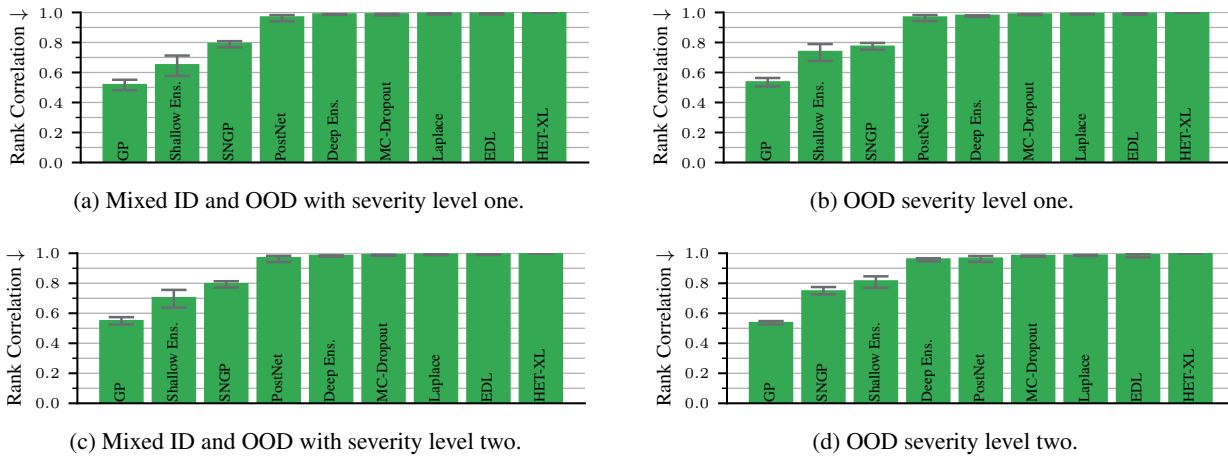 Rank Correlation ↓
1.0
0.8
0.6
0.4
0.2
0.0
GP
Shallow Ens.
SNGP
PostNet
Deep Ens.
MC-Dropout
Laplace
EDL
HET-XL
(a) Mixed ID and OOD with severity level one.
Rank Correlation ↓
1.0
0.8
0.6
0.4
0.2
0.0
GP
Shallow Ens.
SNGP
PostNet
Deep Ens.
MC-Dropout
Laplace
EDL
HET-XL
(b) OOD severity level one.
Rank Correlation ↓
1.0
0.8
0.6
0.4
0.2
0.0
GP
Shallow Ens.
SNGP
PostNet
Deep Ens.
MC-Dropout
Laplace
EDL
HET-XL
(c) Mixed ID and OOD with severity level two.
Rank Correlation ↓
1.0
0.8
0.6
0.4
0.2
0.0
GP
SNGP
Shallow Ens.
Deep Ens.
PostNet
MC-Dropout
Laplace
EDL
HET-XL
(d) OOD severity level two.